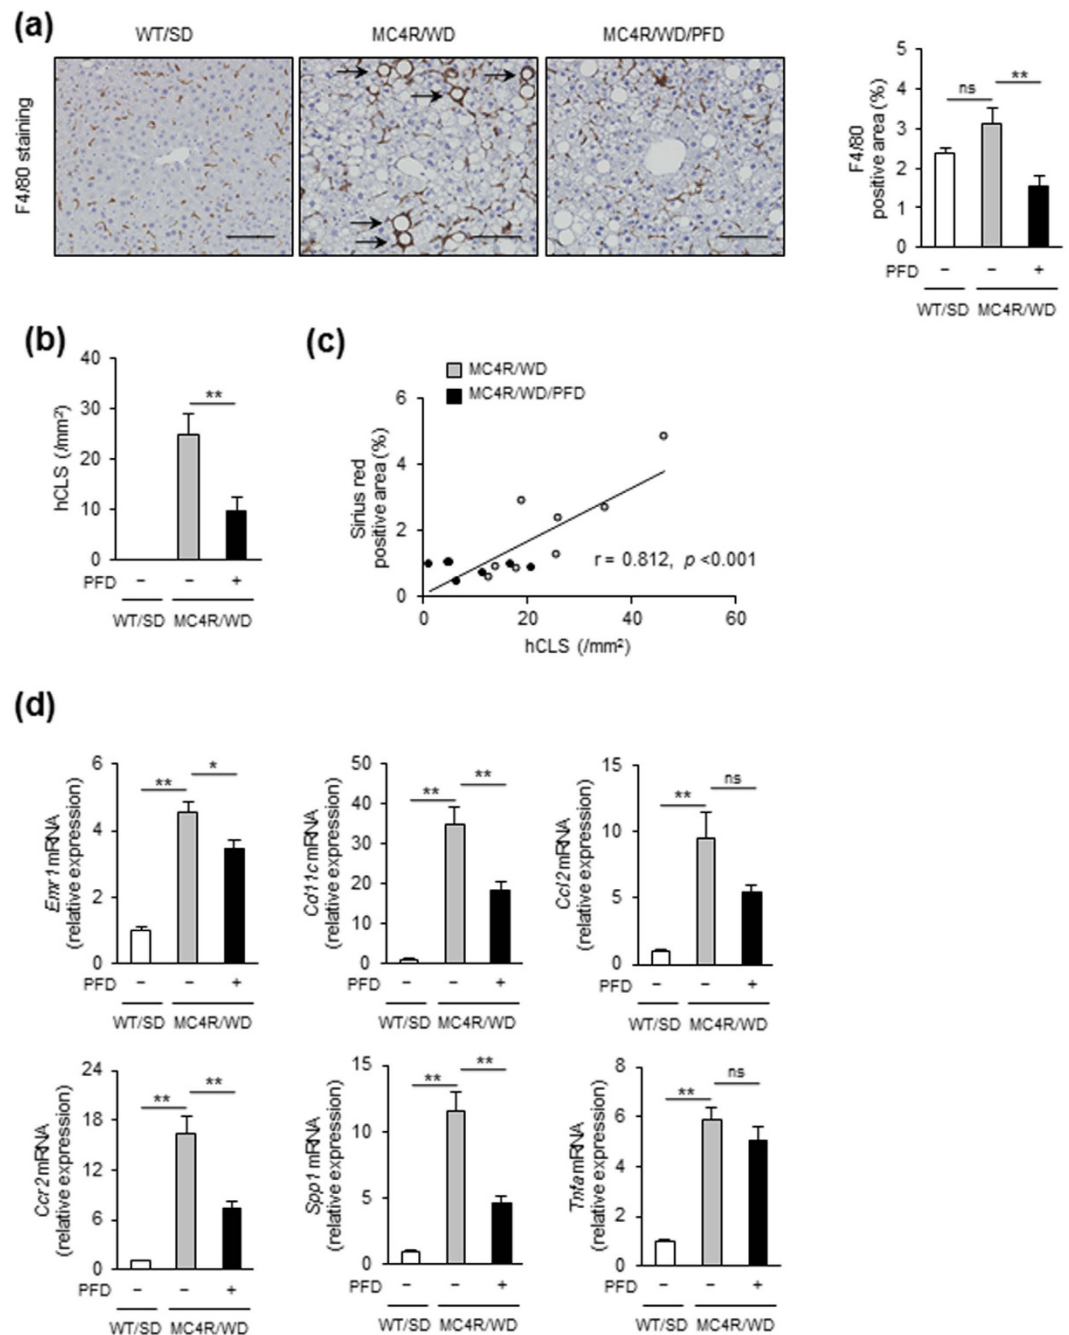 (a)
WT/SD MC4R/WD MC4R/WD/PFD
F4/80 staining
F4/80
positive area (%)
5
4
3
2
1
0
ns **
PFD − − +
WT/SD MC4R/WD
(b)
hCLS (/mm²)
40
30
20
10
0
**
PFD − +
WT/SD MC4R/WD
(c)
MC4R/WD
MC4R/WD/PFD
Sirius red
positive area (%)
6
4
2
0
r = 0.812, p <0.001
0 20 40 60
hCLS (/mm²)
(d)
Emr1 mRNA
(relative expression)
6
4
2
0
** *
PFD − − +
WT/SD MC4R/WD
Cd11c mRNA
(relative expression)
50
40
30
20
10
0
** **
PFD − − +
WT/SD MC4R/WD
Ccl2 mRNA
(relative expression)
15
10
5
0
** ns
PFD − − +
WT/SD MC4R/WD
Ccr2 mRNA
(relative expression)
24
18
12
6
0
** **
PFD − − +
WT/SD MC4R/WD
Spp1 mRNA
(relative expression)
15
10
5
0
** **
PFD − − +
WT/SD MC4R/WD
Tnfa mRNA
(relative expression)
8
6
4
2
0
** ns
PFD − − +
WT/SD MC4R/WD